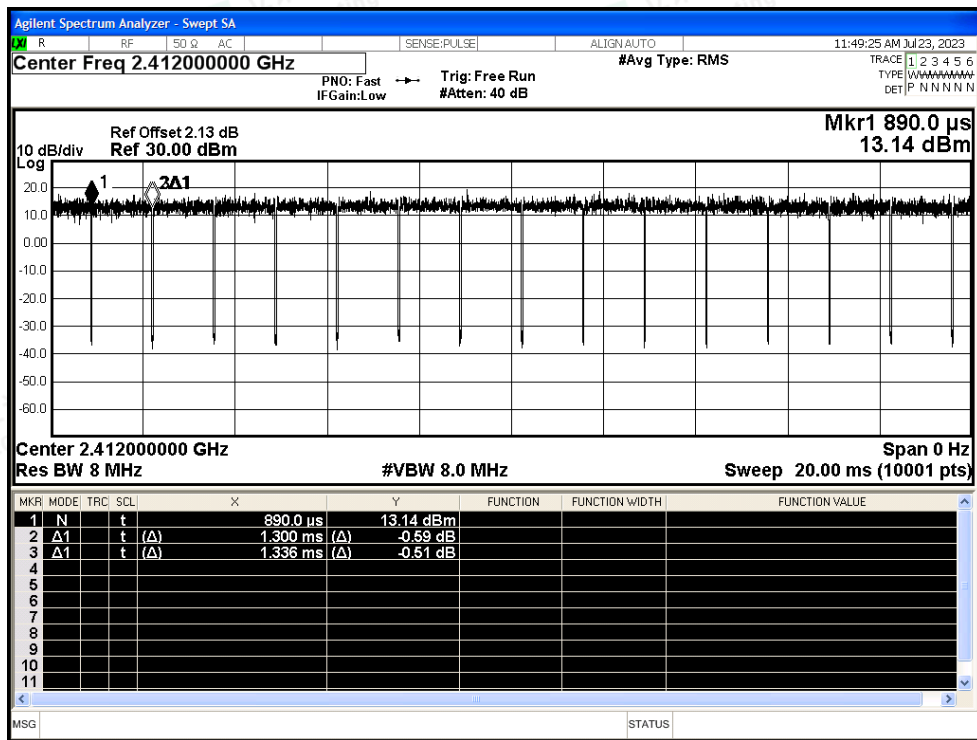 Agilent Spectrum Analyzer - Swept SA
LXI R RF 50 Ω AC SENSE:PULSE ALIGN AUTO 11:49:25 AM Jul 23, 2023
Center Freq 2.412000000 GHz #Avg Type: RMS TRACE 1 2 3 4 5 6
PNO: Fast Trig: Free Run TYPE
IFGain:Low #Atten: 40 dB DET P N N N N N
Mkr1 890.0 µs
13.14 dBm
Ref Offset 2.13 dB
10 dB/div Ref 30.00 dBm
Log
20.0
1
2Δ1
10.0
0.00
-10.0
-20.0
-30.0
-40.0
-50.0
-60.0
Center 2.412000000 GHz Span 0 Hz
Res BW 8 MHz #VBW 8.0 MHz Sweep 20.00 ms (10001 pts)
MKR MODE TRC SCL X Y FUNCTION FUNCTION WIDTH FUNCTION VALUE
1 N t 890.0 µs 13.14 dBm
2 Δ1 t (Δ) 1.300 ms (Δ) -0.59 dB
3 Δ1 t (Δ) 1.336 ms (Δ) -0.51 dB
4
5
6
7
8
9
10
11
MSG STATUS